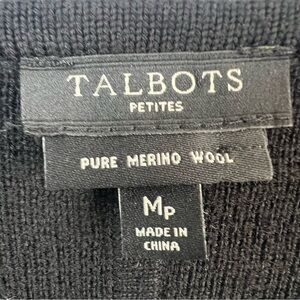 TALBOTS
PETITES
PURE MERINO WOOL
MP
MADE IN
CHINA